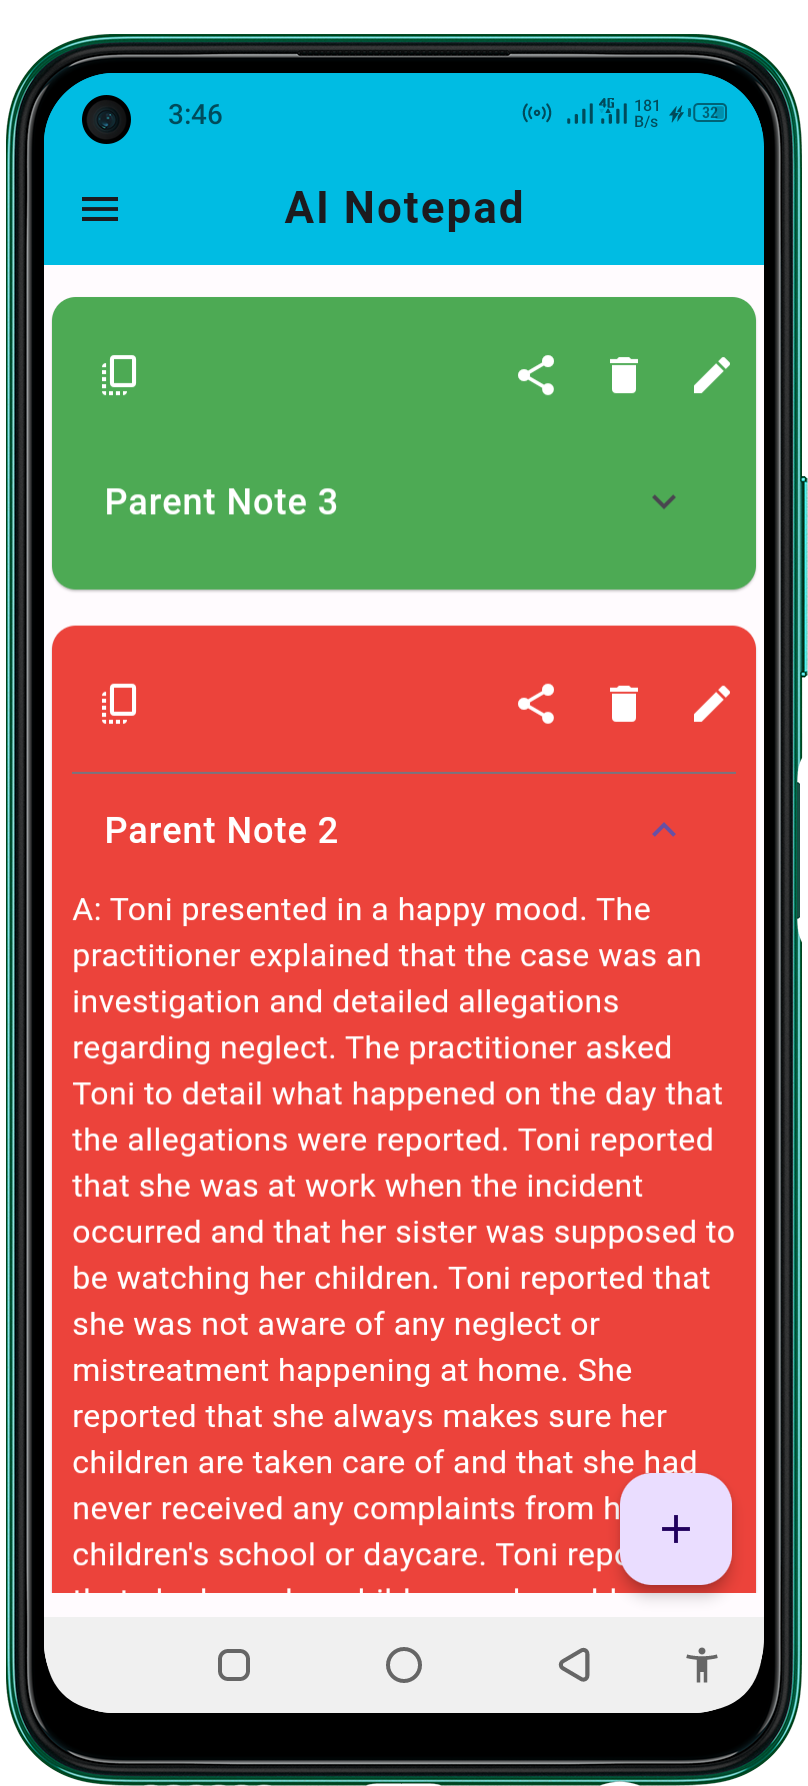 3:46
4G
181
B/s
32
AI Notepad
Parent Note 3
Parent Note 2
A: Toni presented in a happy mood. The
practitioner explained that the case was an
investigation and detailed allegations
regarding neglect. The practitioner asked
Toni to detail what happened on the day that
the allegations were reported. Toni reported
that she was at work when the incident
occurred and that her sister was supposed to
be watching her children. Toni reported that
she was not aware of any neglect or
mistreatment happening at home. She
reported that she always makes sure her
children are taken care of and that she had
never received any complaints from
children's school or daycare. Toni